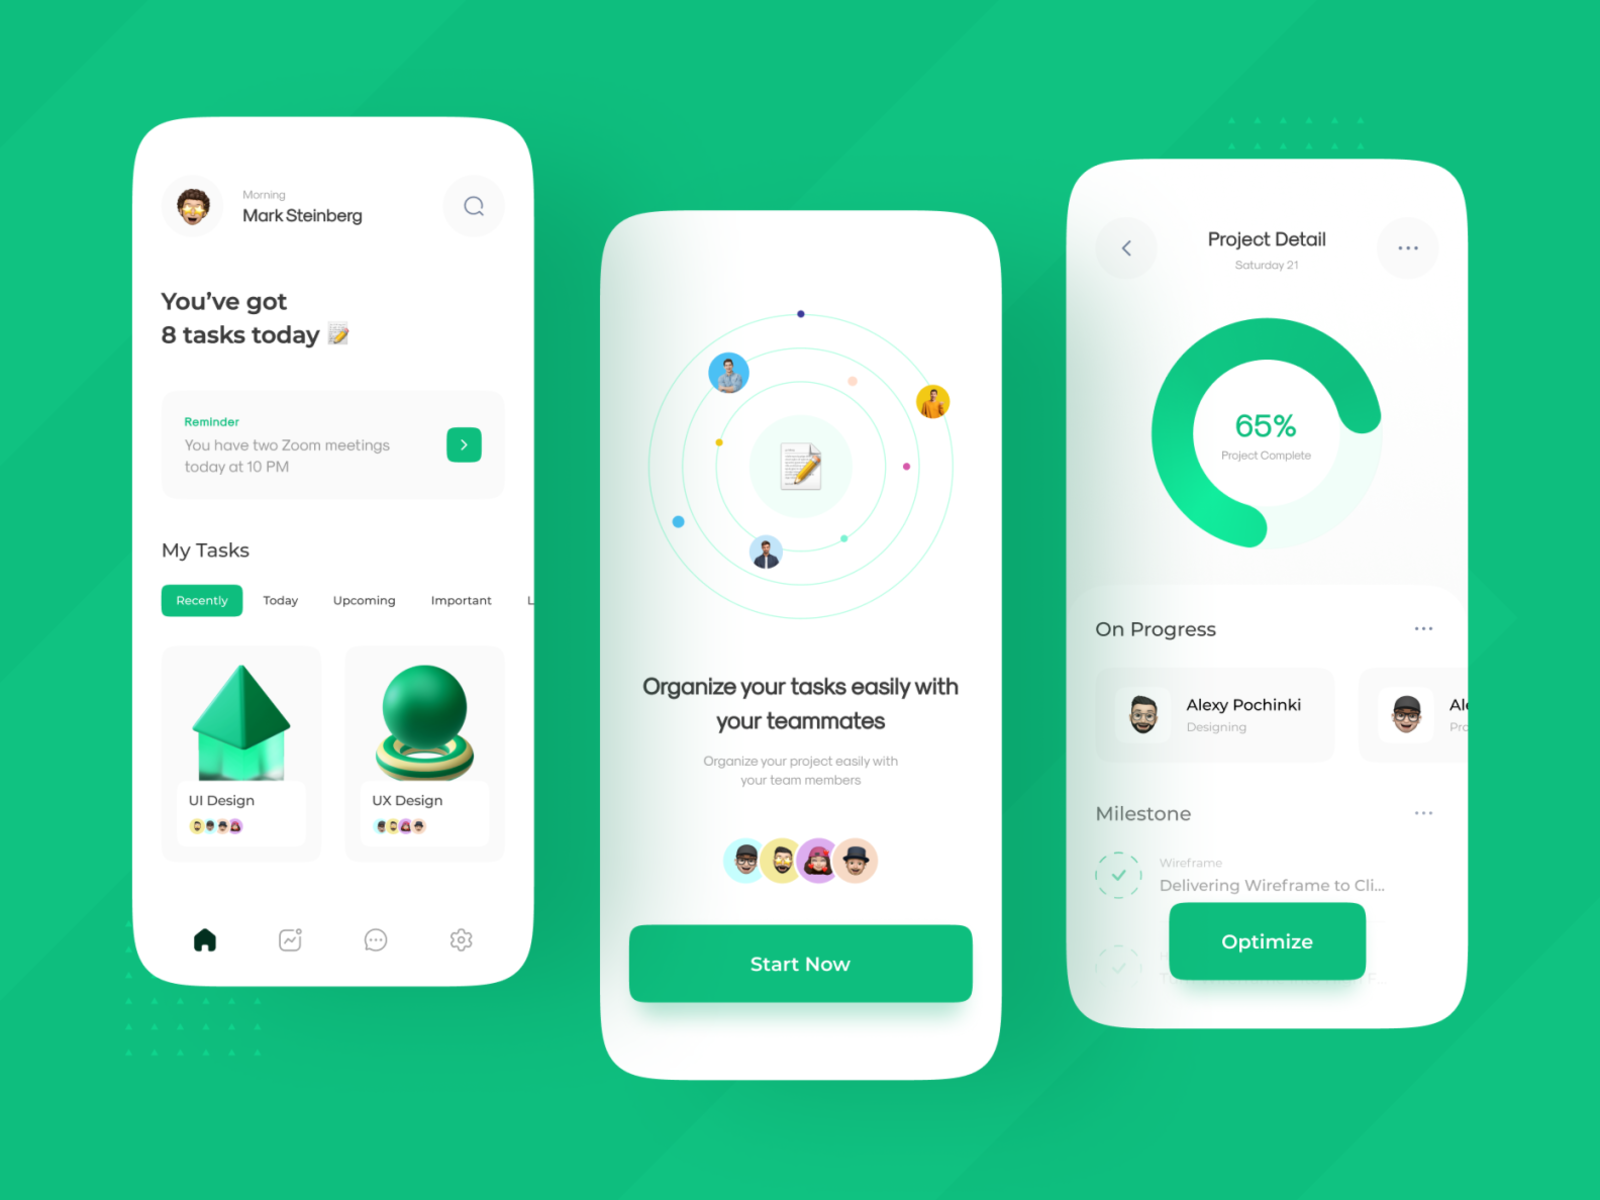 Morning
Mark Steinberg
You've got
8 tasks today
Reminder
You have two Zoom meetings
today at 10 PM
My Tasks
Recently
Today
Upcoming
Important
L
UI Design
UX Design
Organize your tasks easily with
your teammates
Organize your project easily with
your team members
Start Now
Project Detail
Saturday 21
65%
Project Complete
On Progress
Alexy Pochinki
Designing
Ale
Pro
Milestone
Wireframe
Delivering Wireframe to Cli...
Optimize